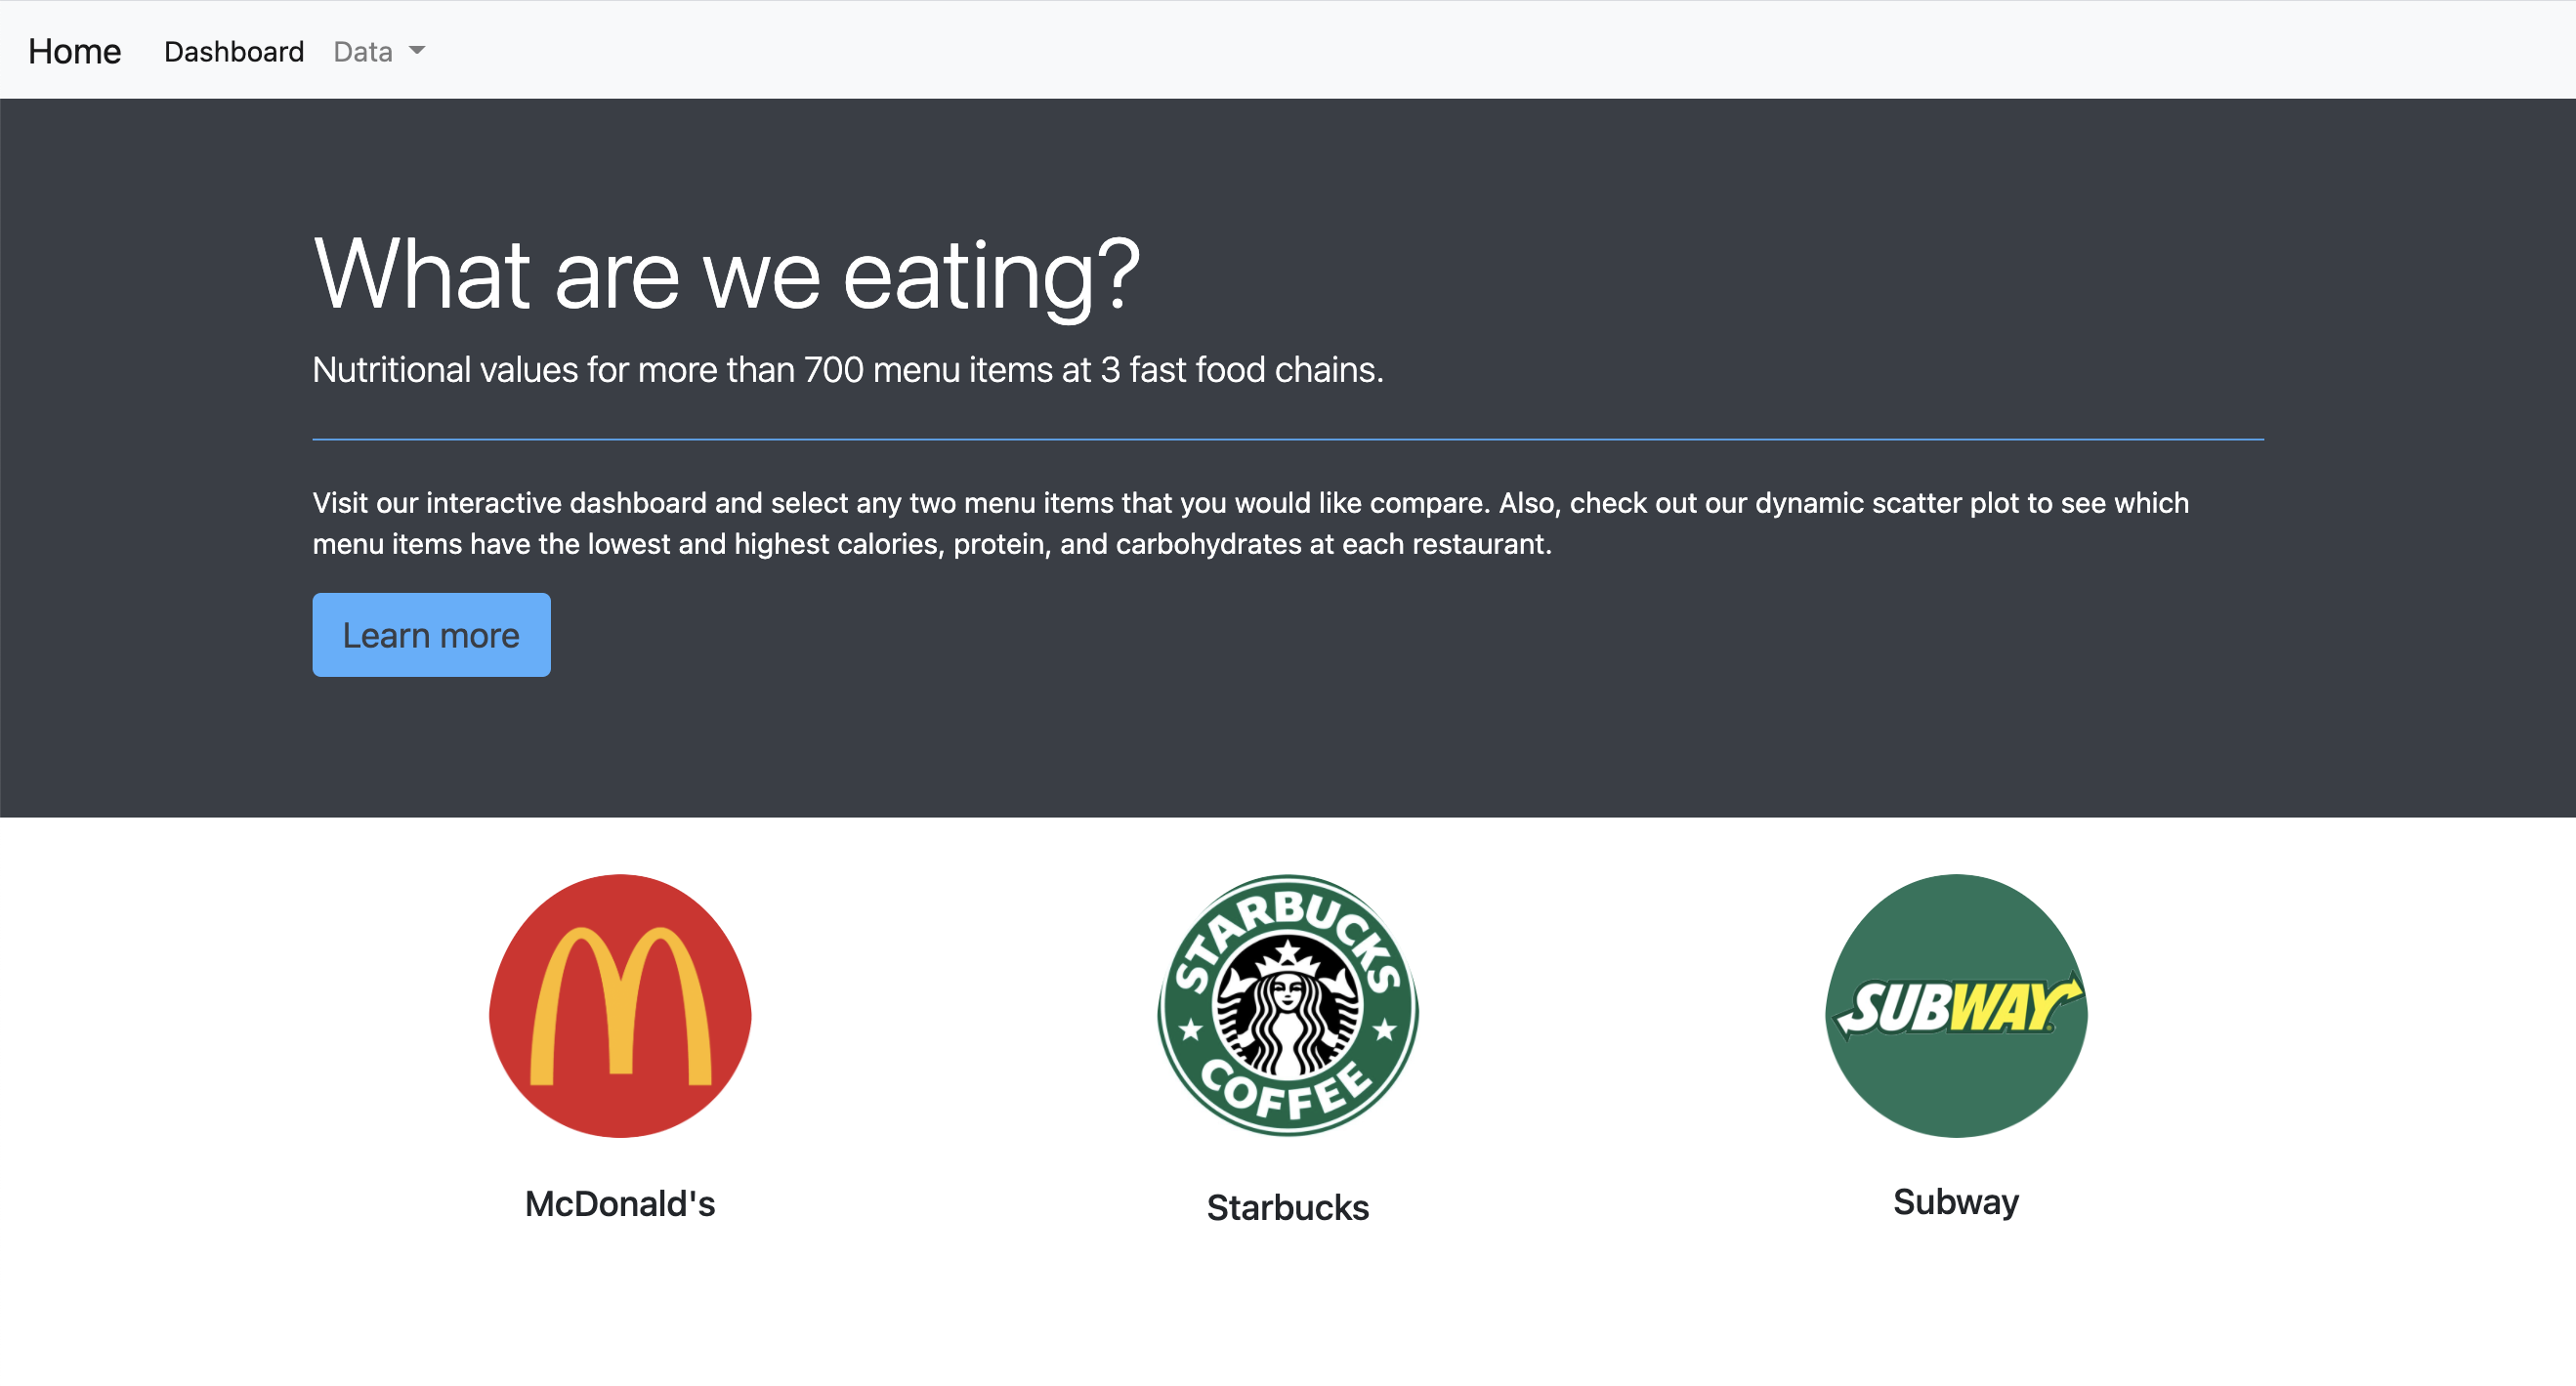 Home Dashboard Data
What are we eating?
Nutritional values for more than 700 menu items at 3 fast food chains.
Visit our interactive dashboard and select any two menu items that you would like compare. Also, check out our dynamic scatter plot to see which
menu items have the lowest and highest calories, protein, and carbohydrates at each restaurant.
Learn more
M
STARBUCKS
COFFEE
SUBWAY
McDonald's
Starbucks
Subway